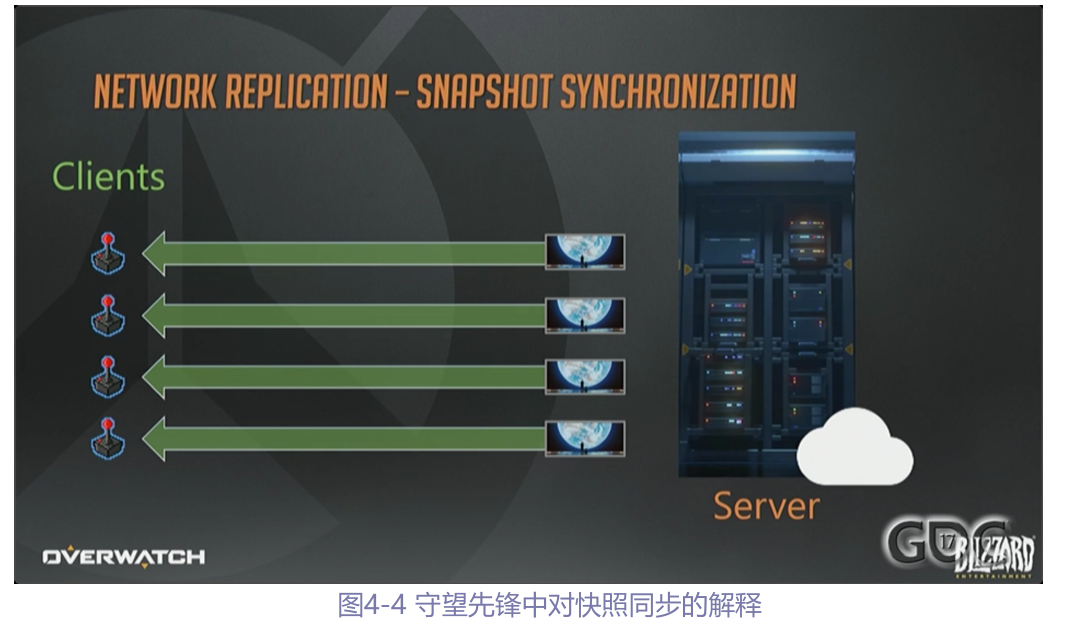 NETWORK REPLICATION – SNAPSHOT SYNCHRONIZATION
Clients
Server
OVERWATCH
GDC
17
BLIZZARD
ENTERTAINMENT
图4-4 守望先锋中对快照同步的解释